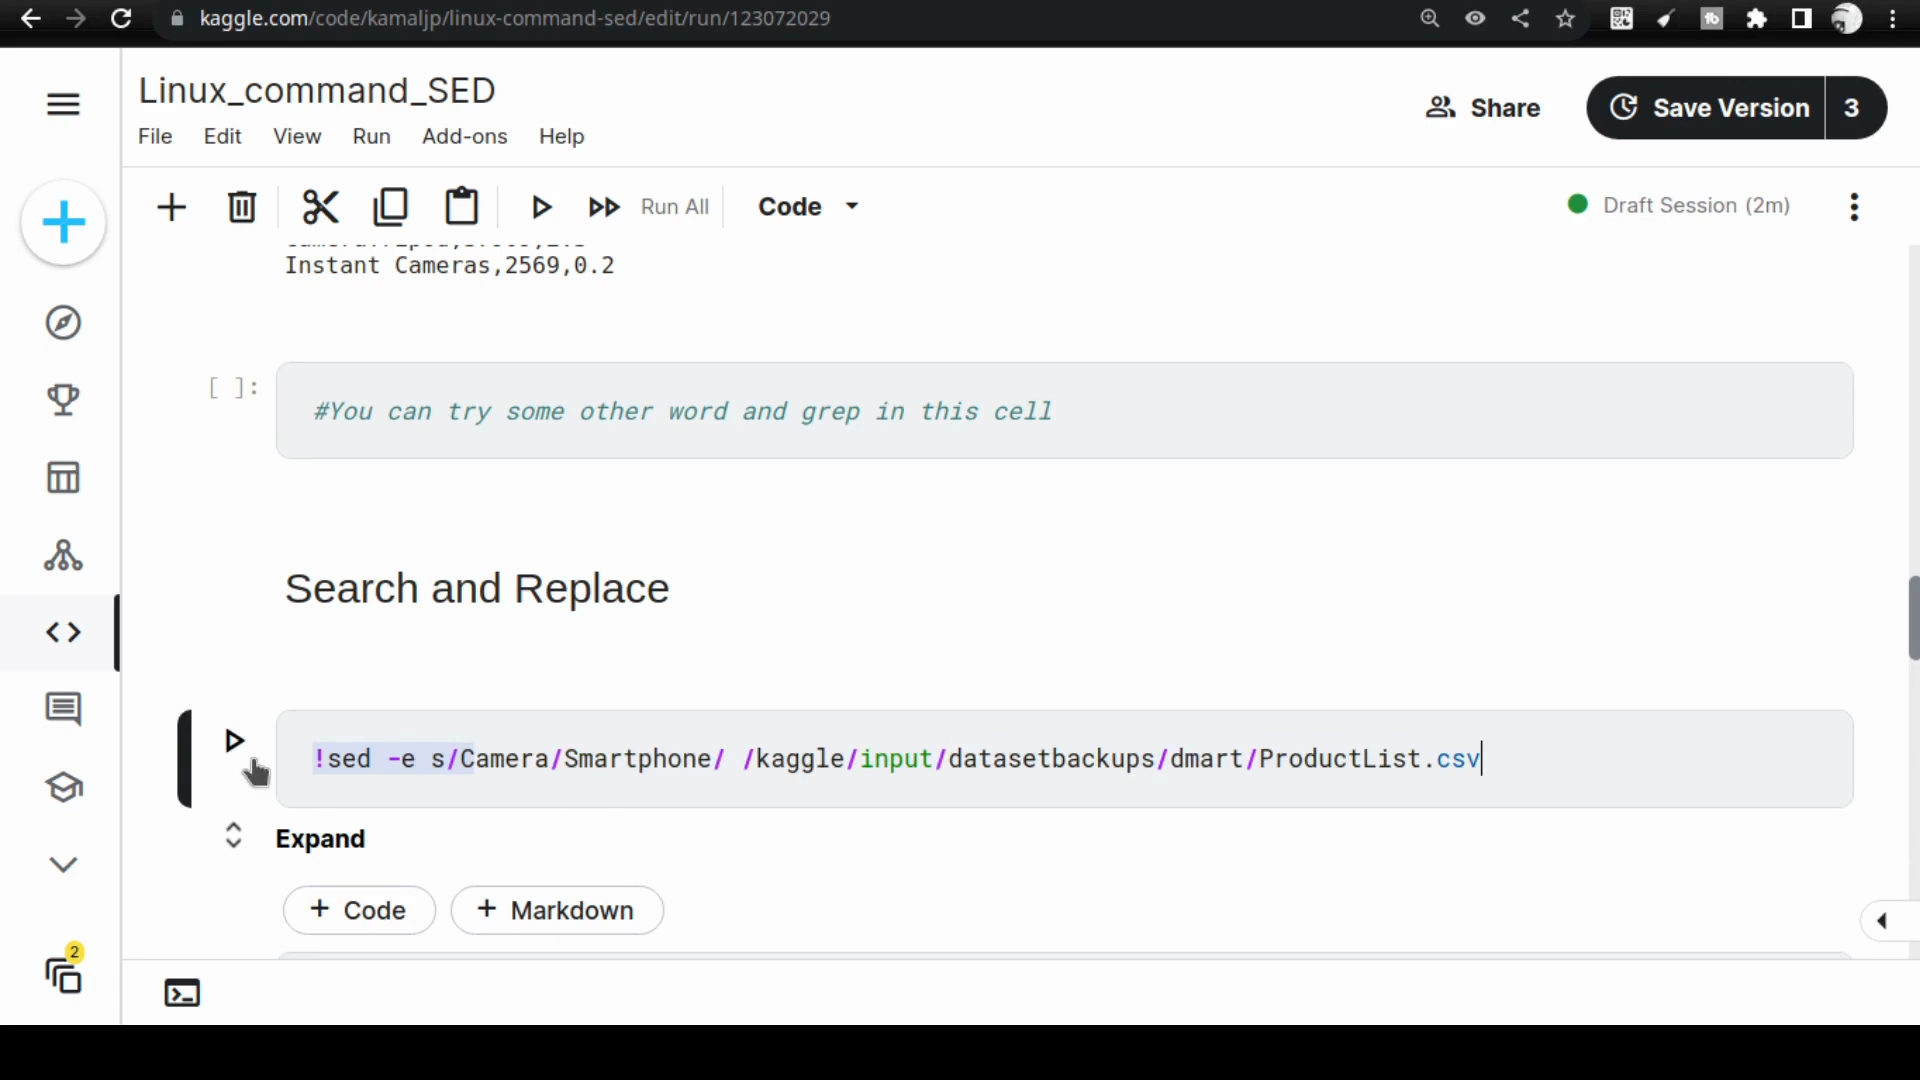 kaggle.com/code/kamaljp/linux-command-sed/edit/run/123072029
Linux_command_SED
File Edit View Run Add-ons Help
Share
Save Version 3
Run All
Code
Draft Session (2m)
Instant Cameras,2569,0.2
[ ]:
#You can try some other word and grep in this cell
Search and Replace
!sed -e s/Camera/Smartphone/ /kaggle/input/datasetbackups/dmart/ProductList.csv
Expand
+ Code + Markdown
2